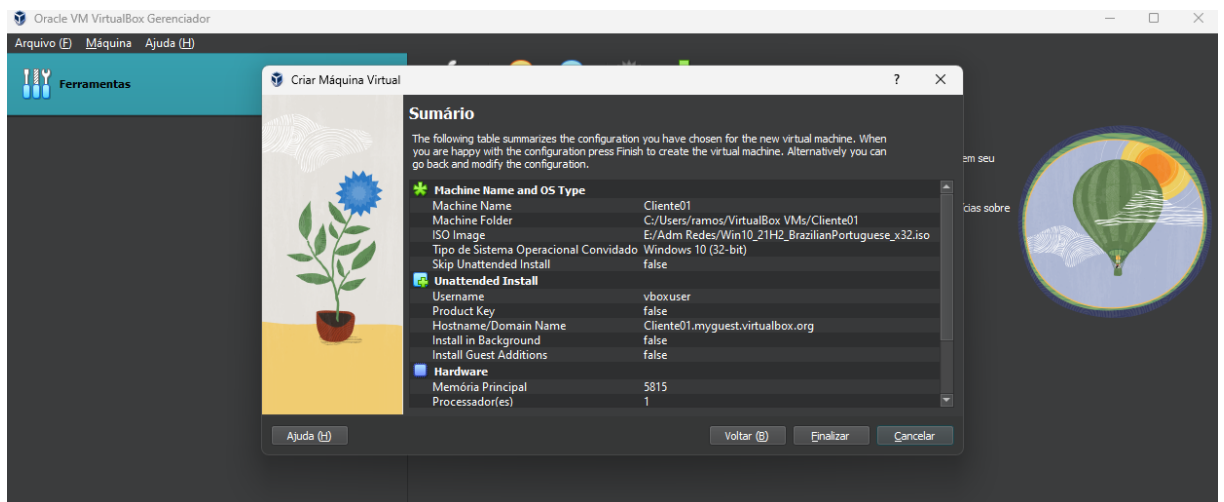 Oracle VM VirtualBox Gerenciador
Arquivo (F) Máquina Ajuda (H)
Ferramentas
Criar Máquina Virtual
?
Sumário
The following table summarizes the configuration you have chosen for the new virtual machine. When
you are happy with the configuration press Finish to create the virtual machine. Alternatively you can
go back and modify the configuration.
Machine Name and OS Type
Machine Name Cliente01
Machine Folder C:/Users/ramos/VirtualBox VMs/Cliente01
ISO Image E:/Adm Redes/Win10_21H2_BrazilianPortuguese_x32.iso
Tipo de Sistema Operacional Convidado Windows 10 (32-bit)
Skip Unattended Install false
Unattended Install
Username vboxuser
Product Key false
Hostname/Domain Name Cliente01.myguest.virtualbox.org
Install in Background false
Install Guest Additions false
Hardware
Memória Principal 5815
Processador(es) 1
Ajuda (H) Voltar (B) Finalizar Cancelar
em seu
cias sobre